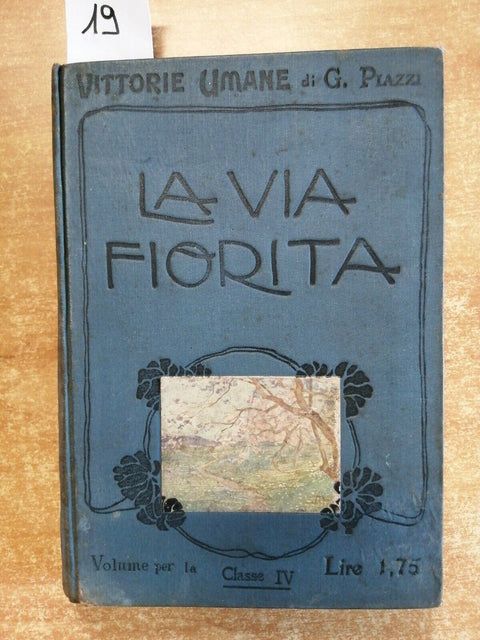 19
VITTORIE UMANE di G. PIAZZI
LA VIA
FIORITA
Volume per la Classe IV Lire 1,75